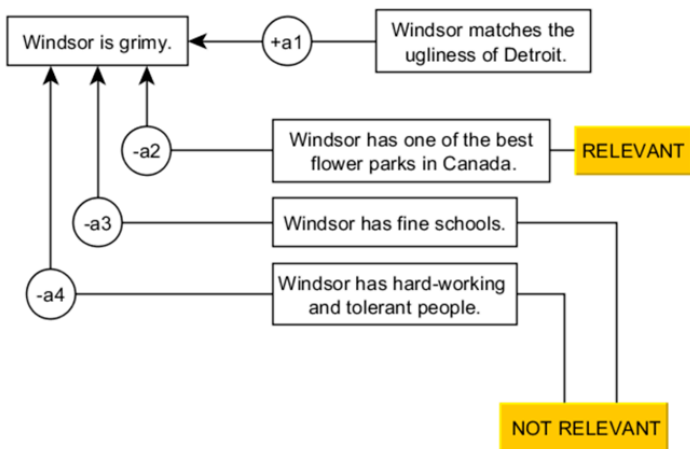 Windsor is grimy.
+a1
Windsor matches the
ugliness of Detroit.
-a2
Windsor has one of the best
flower parks in Canada.
RELEVANT
-a3
Windsor has fine schools.
-a4
Windsor has hard-working
and tolerant people.
NOT RELEVANT